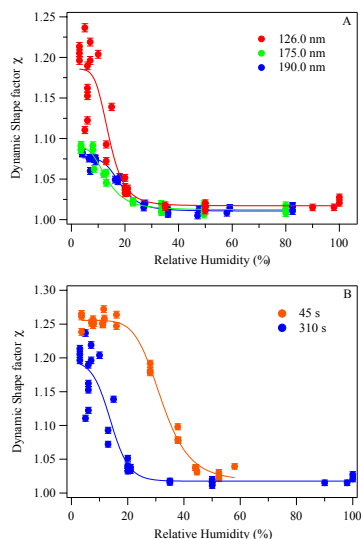 A
126.0 nm
175.0 nm
190.0 nm
Dynamic Shape factor χ
1.25
1.20
1.15
1.10
1.05
1.00
0 20 40 60 80 100
Relative Humidity (%)
B
45 s
310 s
Dynamic Shape factor χ
1.30
1.25
1.20
1.15
1.10
1.05
1.00
0 20 40 60 80 100
Relative Humidity (%)